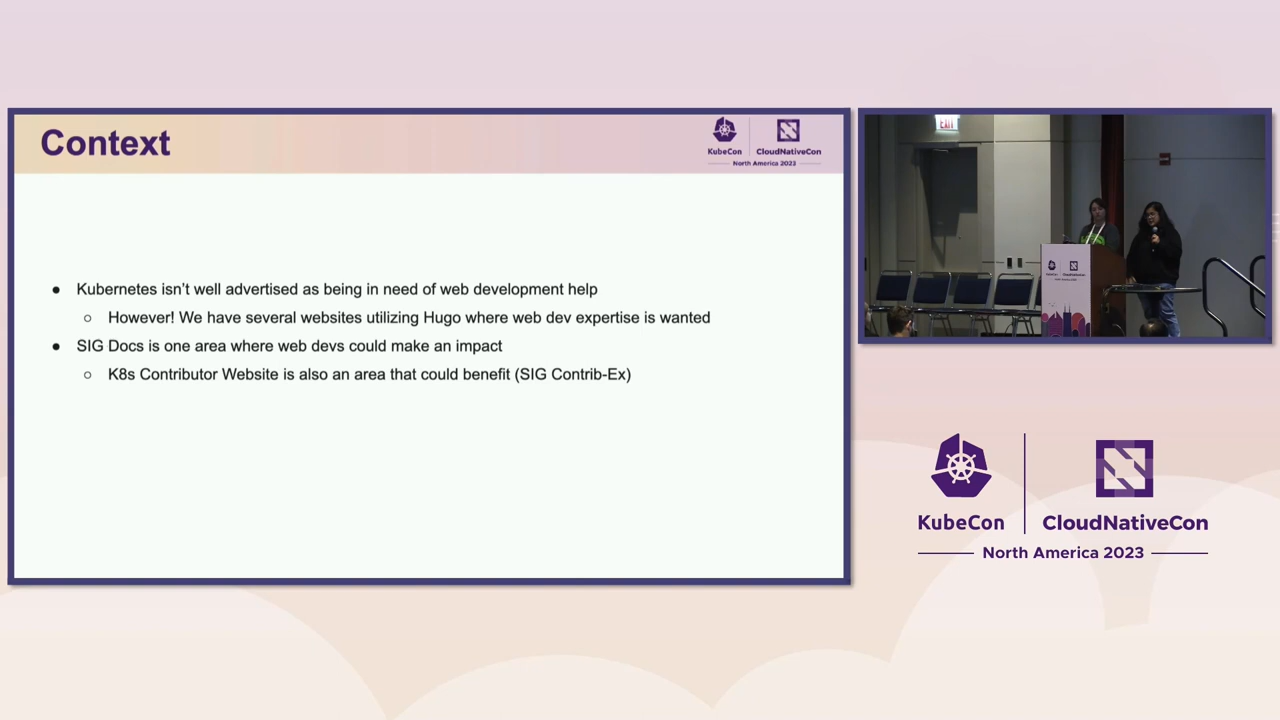 Context
KubeCon
CloudNativeCon
North America 2023
● Kubernetes isn't well advertised as being in need of web development help
○ However! We have several websites utilizing Hugo where web dev expertise is wanted
● SIG Docs is one area where web devs could make an impact
○ K8s Contributor Website is also an area that could benefit (SIG Contrib-Ex)
EXIT
KubeCon
CloudNativeCon
North America 2023